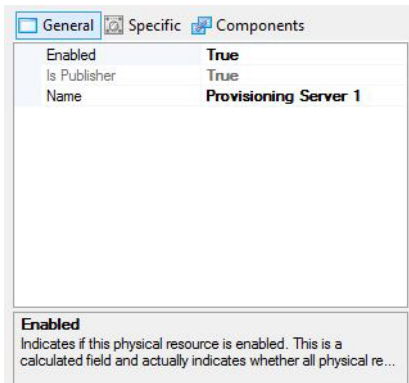 General Specific Components
Enabled True
Is Publisher True
Name Provisioning Server 1
Enabled
Indicates if this physical resource is enabled. This is a
calculated field and actually indicates whether all physical re...